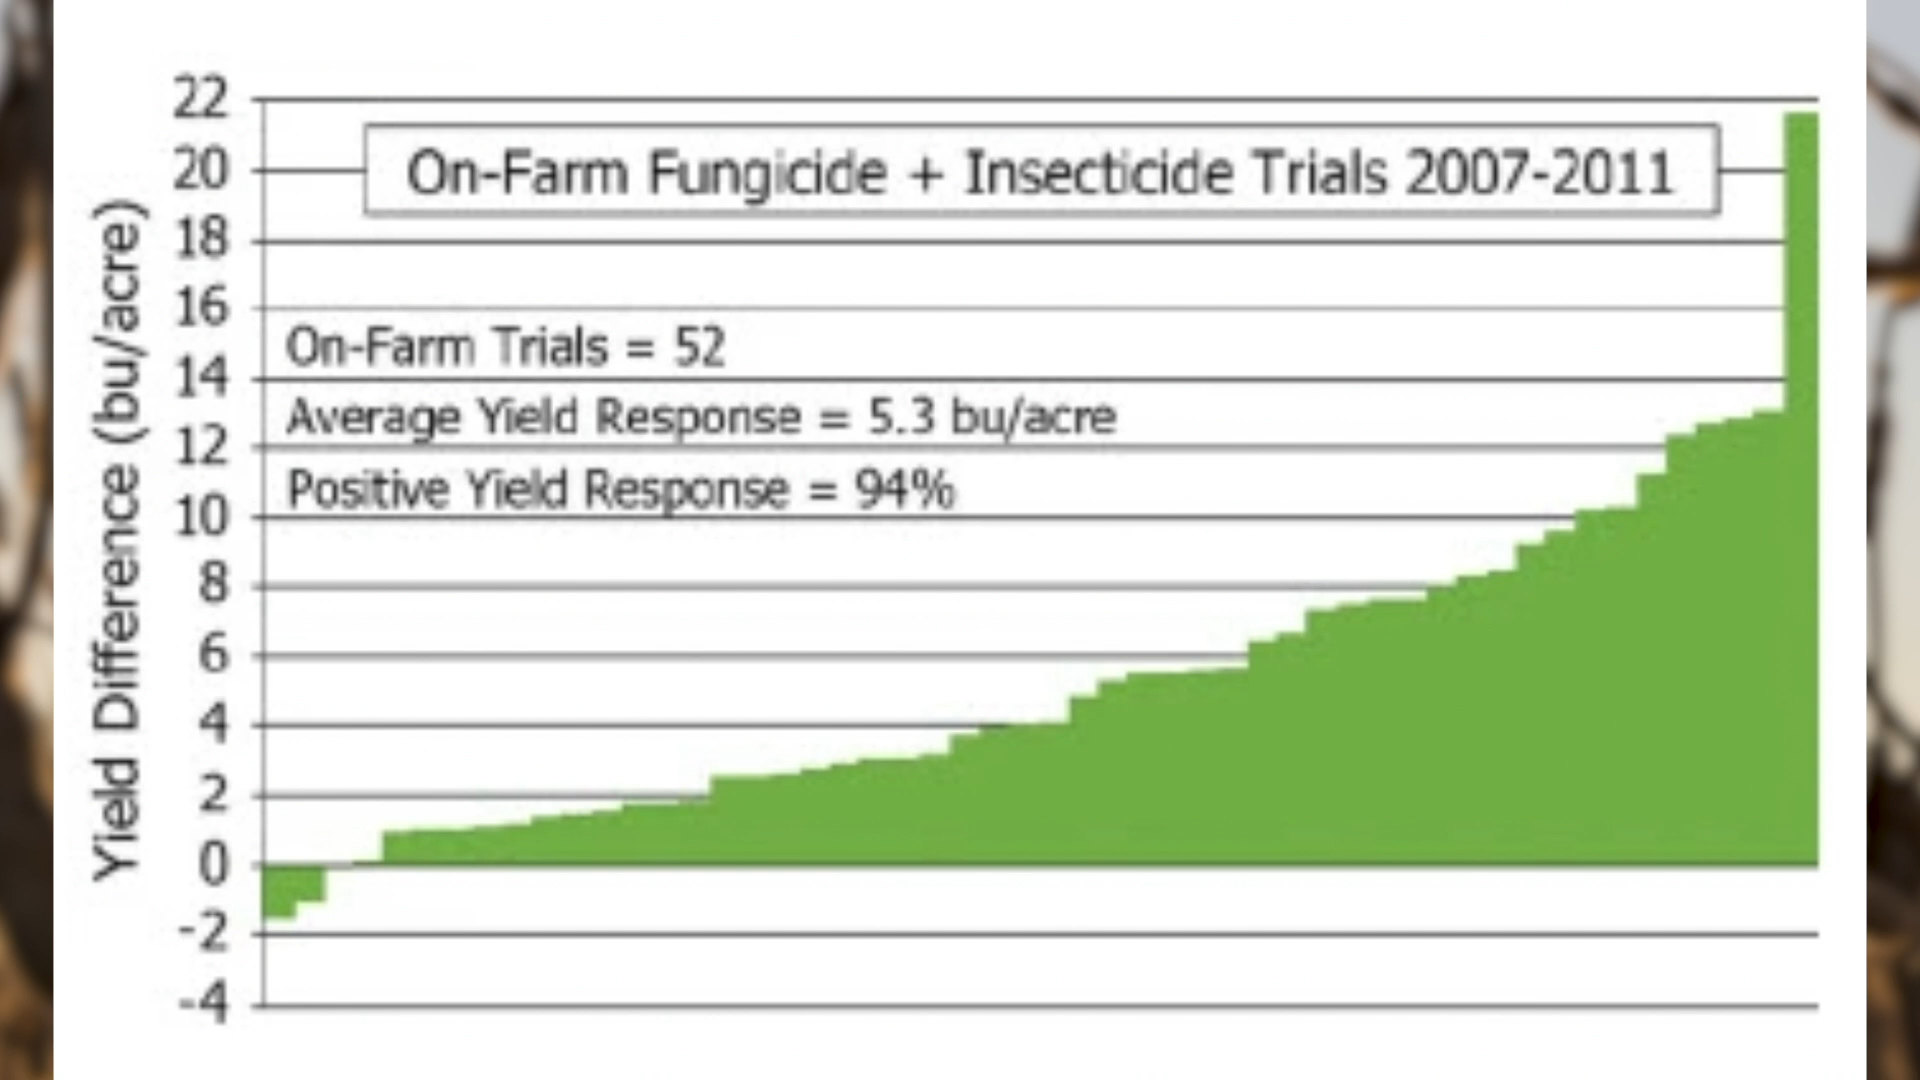 On-Farm Fungicide + Insecticide Trials 2007-2011
On-Farm Trials = 52
Average Yield Response = 5.3 bu/acre
Positive Yield Response = 94%
Yield Difference (bu/acre)
22
20
18
16
14
12
10
8
6
4
2
0
-2
-4